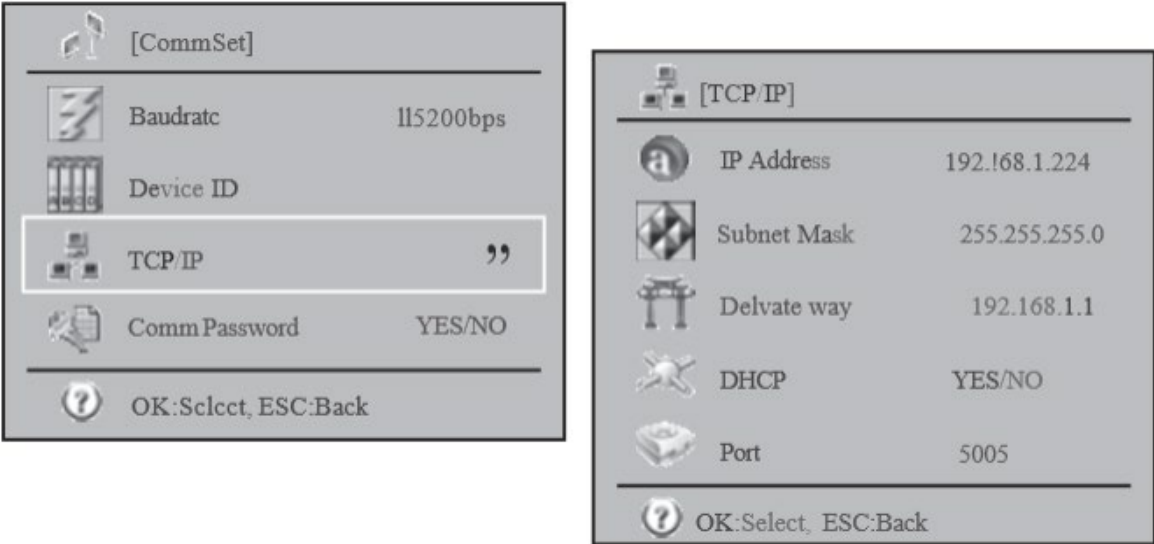 [CommSet]
Baudratc ll5200bps
Device ID
TCP/IP ”
Comm Password YES/NO
OK:Sclcct, ESC:Back
[TCP/IP]
IP Address 192.!68.1.224
Subnet Mask 255.255.255.0
Delvate way 192.168.1.1
DHCP YES/NO
Port 5005
OK:Select, ESC:Back